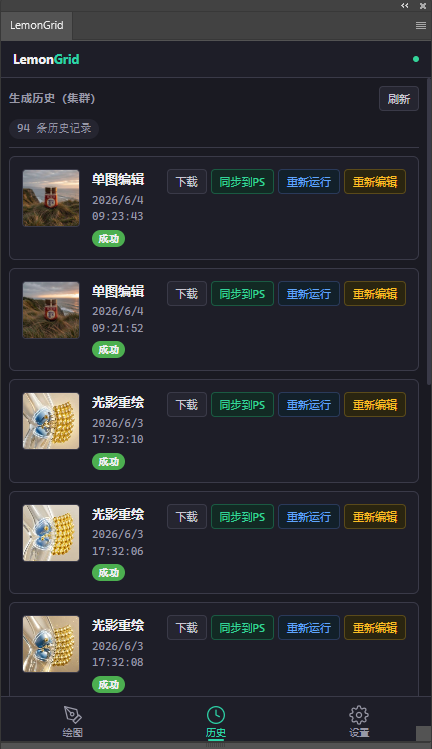 LemonGrid
LemonGrid
生成历史（集群）
刷新
94 条历史记录
单图编辑 下载 同步到PS 重新运行 重新编辑
2026/6/4
09:23:43
成功
单图编辑 下载 同步到PS 重新运行 重新编辑
2026/6/4
09:21:52
成功
光影重绘 下载 同步到PS 重新运行 重新编辑
2026/6/3
17:32:10
成功
光影重绘 下载 同步到PS 重新运行 重新编辑
2026/6/3
17:32:06
成功
光影重绘 下载 同步到PS 重新运行 重新编辑
2026/6/3
17:32:08
成功
绘图 历史 设置